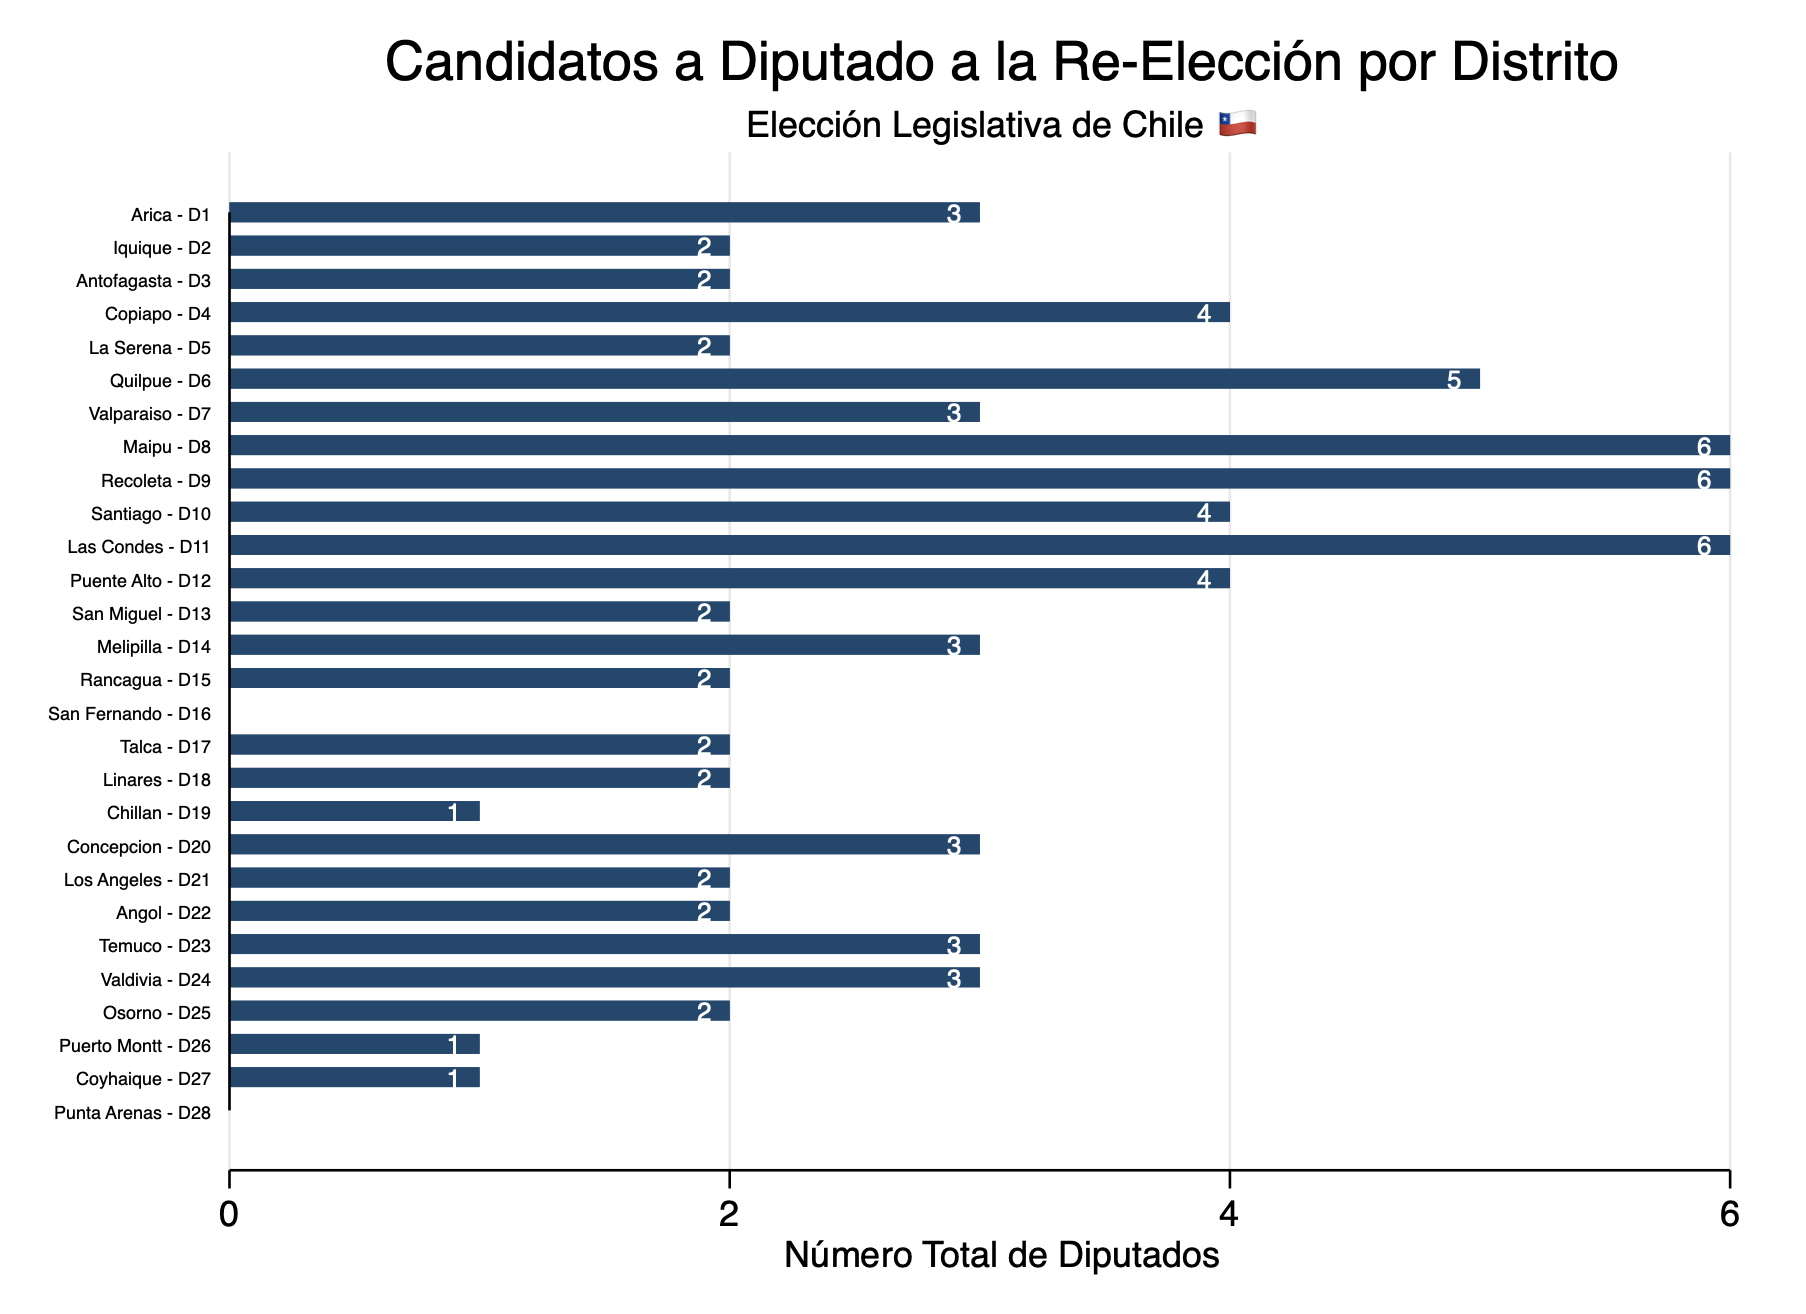 Candidatos a Diputado a la Re-Elección por Distrito
Elección Legislativa de Chile 🇨🇱
Arica - D1 3
Iquique - D2 2
Antofagasta - D3 2
Copiapo - D4 4
La Serena - D5 2
Quilpue - D6 5
Valparaiso - D7 3
Maipu - D8 6
Recoleta - D9 6
Santiago - D10 4
Las Condes - D11 6
Puente Alto - D12 4
San Miguel - D13 2
Melipilla - D14 3
Rancagua - D15 2
San Fernando - D16
Talca - D17 2
Linares - D18 2
Chillan - D19 1
Concepcion - D20 3
Los Angeles - D21 2
Angol - D22 2
Temuco - D23 3
Valdivia - D24 3
Osorno - D25 2
Puerto Montt - D26 1
Coyhaique - D27 1
Punta Arenas - D28
0 2 4 6
Número Total de Diputados